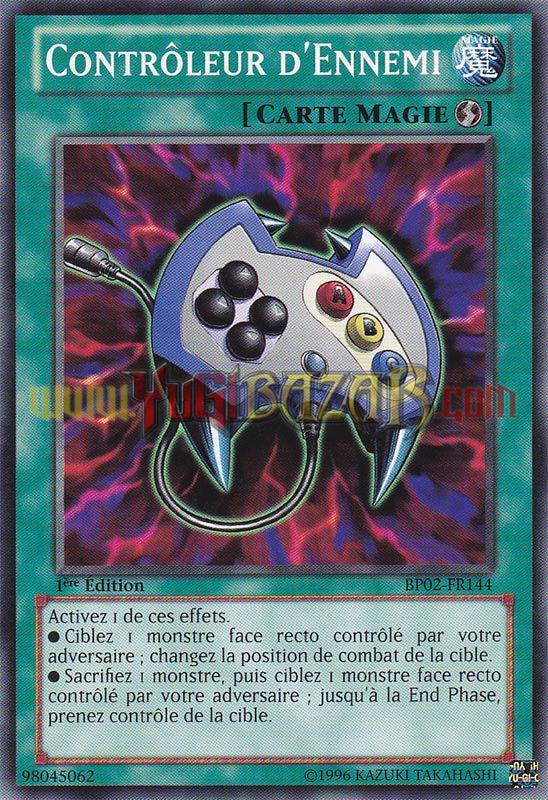 CONTRÔLEUR D'ENNEMI
MAGIE
魔
[CARTE MAGIE]
A
B
www.YUGIBAZAR.com
1ère Édition
BP02-FR144
Activez 1 de ces effets.
● Ciblez 1 monstre face recto contrôlé par votre
adversaire ; changez la position de combat de la cible.
● Sacrifiez 1 monstre, puis ciblez 1 monstre face recto
contrôlé par votre adversaire ; jusqu'à la End Phase,
prenez contrôle de la cible.
98045062
©1996 KAZUKI TAKAHASHI